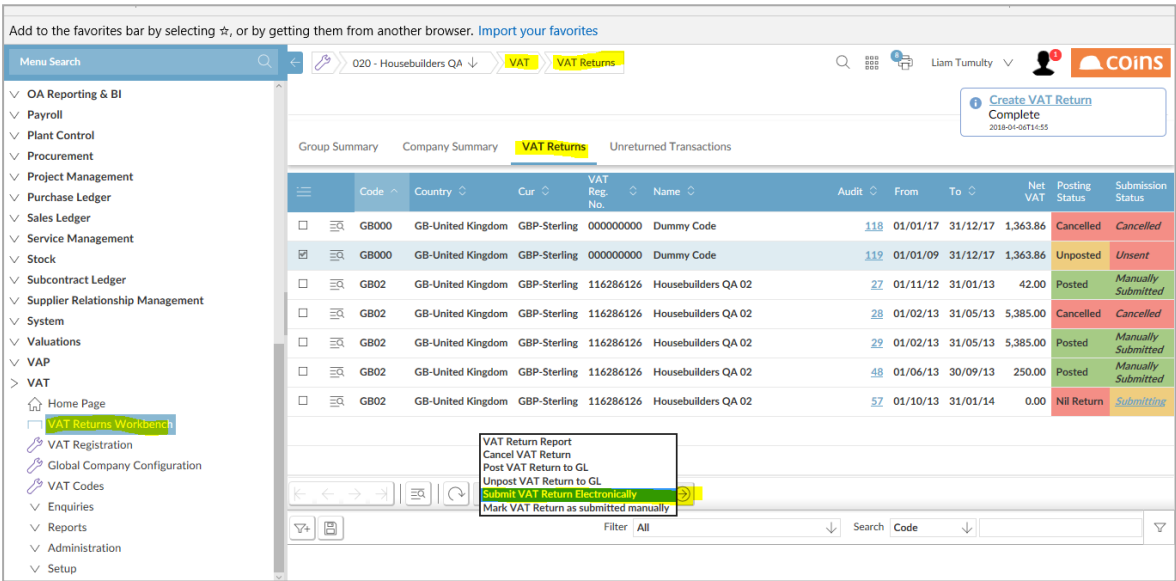 Add to the favorites bar by selecting ☆, or by getting them from another browser. Import your favorites
Menu Search
020 - Housebuilders QA
VAT
VAT Returns
8
Liam Tumulty
1
coins
Create VAT Return
Complete
2018-04-06T14:55
OA Reporting & BI
Payroll
Plant Control
Procurement
Project Management
Purchase Ledger
Sales Ledger
Service Management
Stock
Subcontract Ledger
Supplier Relationship Management
System
Valuations
VAP
VAT
Home Page
VAT Returns Workbench
VAT Registration
Global Company Configuration
VAT Codes
Enquiries
Reports
Administration
Setup
Group Summary Company Summary VAT Returns Unreturned Transactions
Code Country Cur VAT Reg. No. Name Audit From To Net VAT Posting Status Submission Status
GB000 GB-United Kingdom GBP-Sterling 000000000 Dummy Code 118 01/01/17 31/12/17 1,363.86 Cancelled Cancelled
GB000 GB-United Kingdom GBP-Sterling 000000000 Dummy Code 119 01/01/09 31/12/17 1,363.86 Unposted Unsent
GB02 GB-United Kingdom GBP-Sterling 116286126 Housebuilders QA 02 27 01/11/12 31/01/13 42.00 Posted Manually Submitted
GB02 GB-United Kingdom GBP-Sterling 116286126 Housebuilders QA 02 28 01/02/13 31/05/13 5,385.00 Cancelled Cancelled
GB02 GB-United Kingdom GBP-Sterling 116286126 Housebuilders QA 02 29 01/02/13 31/05/13 5,385.00 Posted Manually Submitted
GB02 GB-United Kingdom GBP-Sterling 116286126 Housebuilders QA 02 48 01/06/13 30/09/13 250.00 Posted Manually Submitted
GB02 GB-United Kingdom GBP-Sterling 116286126 Housebuilders QA 02 57 01/10/13 31/01/14 0.00 Nil Return Submitting
VAT Return Report
Cancel VAT Return
Post VAT Return to GL
Unpost VAT Return to GL
Submit VAT Return Electronically
Mark VAT Return as submitted manually
Filter All Search Code